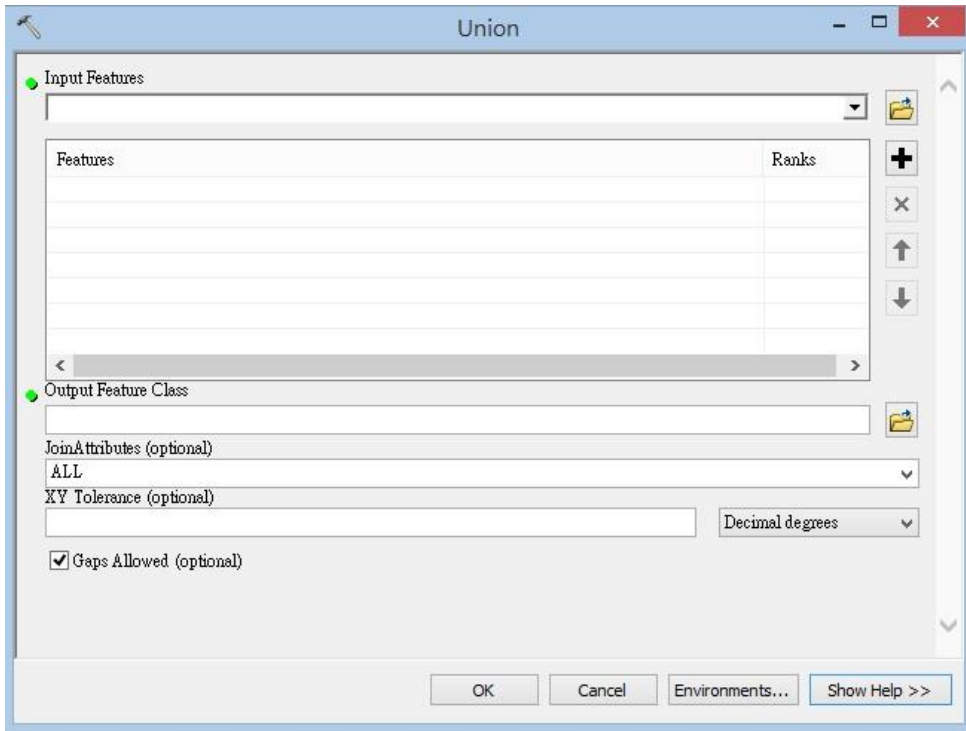 Union
Input Features
Features Ranks
Output Feature Class
JoinAttributes (optional)
ALL
XY Tolerance (optional)
Decimal degrees
Gaps Allowed (optional)
OK Cancel Environments... Show Help >>